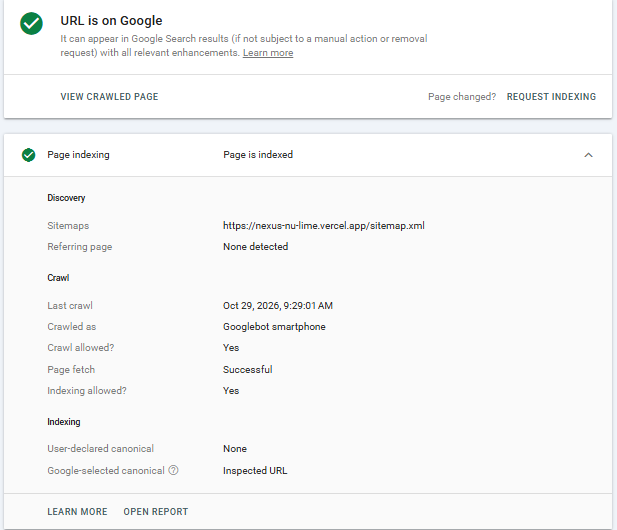 URL is on Google
It can appear in Google Search results (if not subject to a manual action or removal
request) with all relevant enhancements. Learn more
VIEW CRAWLED PAGE
Page changed? REQUEST INDEXING
Page indexing Page is indexed
Discovery
Sitemaps https://nexus-nu-lime.vercel.app/sitemap.xml
Referring page None detected
Crawl
Last crawl Oct 29, 2026, 9:29:01 AM
Crawled as Googlebot smartphone
Crawl allowed? Yes
Page fetch Successful
Indexing allowed? Yes
Indexing
User-declared canonical None
Google-selected canonical Inspected URL
LEARN MORE OPEN REPORT